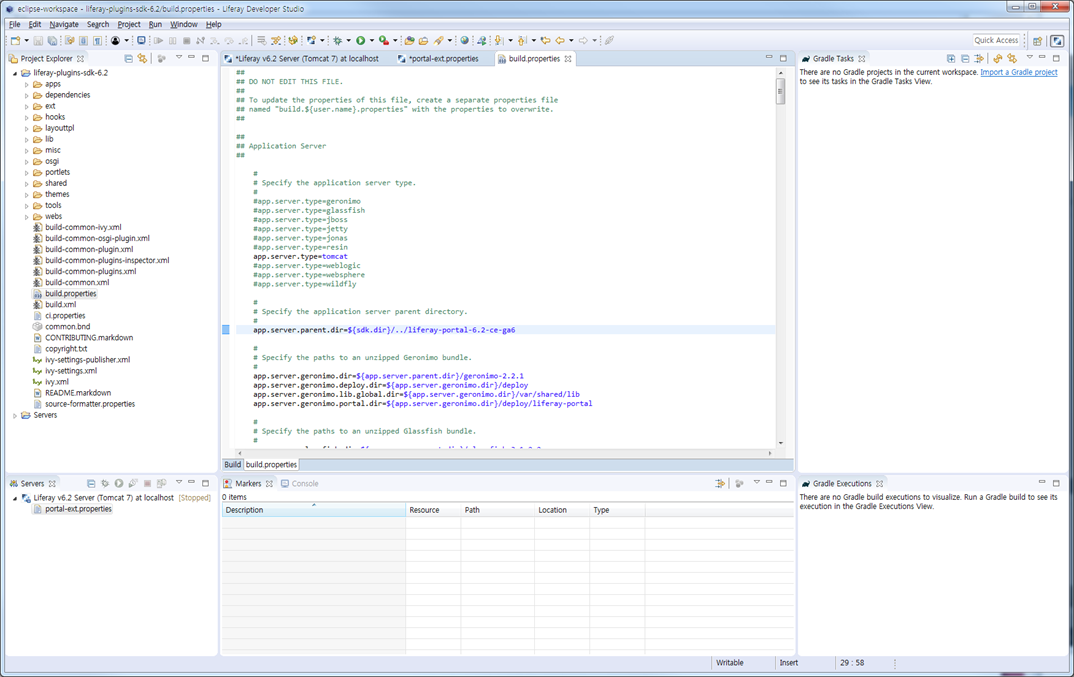 eclipse-workspace - liferay-plugins-sdk-6.2/build.properties - Liferay Developer Studio
File Edit Navigate Search Project Run Window Help
Quick Access
Project Explorer
liferay-plugins-sdk-6.2
apps
dependencies
ext
hooks
layouttpl
lib
misc
osgi
portlets
shared
themes
tools
webs
build-common-ivy.xml
build-common-osgi-plugin.xml
build-common-plugin.xml
build-common-plugins-inspector.xml
build-common-plugins.xml
build-common.xml
build.properties
build.xml
ci.properties
common.bnd
CONTRIBUTING.markdown
copyright.txt
ivy-settings-publisher.xml
ivy-settings.xml
ivy.xml
README.markdown
source-formatter.properties
Servers
*Liferay v6.2 Server (Tomcat 7) at localhost
*portal-ext.properties
build.properties
##
## DO NOT EDIT THIS FILE.
##
## To update the properties of this file, create a separate properties file
## named "build.${user.name}.properties" with the properties to overwrite.
##
##
## Application Server
##
#
# Specify the application server type.
#
#app.server.type=geronimo
#app.server.type=glassfish
#app.server.type=jboss
#app.server.type=jetty
#app.server.type=jonas
#app.server.type=resin
app.server.type=tomcat
#app.server.type=weblogic
#app.server.type=websphere
#app.server.type=wildfly
#
# Specify the application server parent directory.
#
app.server.parent.dir=${sdk.dir}/../liferay-portal-6.2-ce-ga6
#
# Specify the paths to an unzipped Geronimo bundle.
#
app.server.geronimo.dir=${app.server.parent.dir}/geronimo-2.2.1
app.server.geronimo.deploy.dir=${app.server.geronimo.dir}/deploy
app.server.geronimo.lib.global.dir=${app.server.geronimo.dir}/var/shared/lib
app.server.geronimo.portal.dir=${app.server.geronimo.dir}/deploy/liferay-portal
#
# Specify the paths to an unzipped Glassfish bundle.
#
Build build.properties
Gradle Tasks
There are no Gradle projects in the current workspace. Import a Gradle project
to see its tasks in the Gradle Tasks View.
Servers
Liferay v6.2 Server (Tomcat 7) at localhost [Stopped]
portal-ext.properties
Markers Console
0 items
Description Resource Path Location Type
Gradle Executions
There are no Gradle build executions to visualize. Run a Gradle build to see its
execution in the Gradle Executions View.
Writable Insert 29 : 58